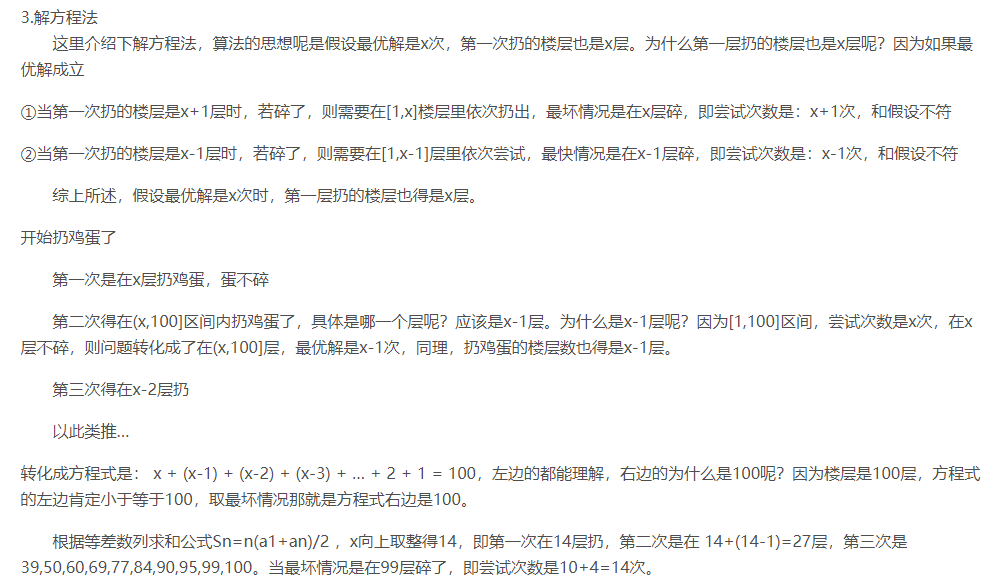 3.解方程法
这里介绍下解方程法，算法的思想呢是假设最优解是x次，第一次扔的楼层也是x层。为什么第一层扔的楼层也是x层呢？因为如果最
优解成立
①当第一次扔的楼层是x+1层时，若碎了，则需要在[1,x]楼层里依次扔出，最坏情况是在x层碎，即尝试次数是：x+1次，和假设不符
②当第一次扔的楼层是x-1层时，若碎了，则需要在[1,x-1]层里依次尝试，最快情况是在x-1层碎，即尝试次数是：x-1次，和假设不符
综上所述，假设最优解是x次时，第一层扔的楼层也得是x层。
开始扔鸡蛋了
第一次是在x层扔鸡蛋，蛋不碎
第二次得在(x,100]区间内扔鸡蛋了，具体是哪一个层呢？应该是x-1层。为什么是x-1层呢？因为[1,100]区间，尝试次数是x次，在x
层不碎，则问题转化成了在(x,100]层，最优解是x-1次，同理，扔鸡蛋的楼层数也得是x-1层。
第三次得在x-2层扔
以此类推...
转化成方程式是： x + (x-1) + (x-2) + (x-3) + ... + 2 + 1 = 100，左边的都能理解，右边的为什么是100呢？因为楼层是100层，方程式
的左边肯定小于等于100，取最坏情况那就是方程式右边是100。
根据等差数列求和公式Sn=n(a1+an)/2 ，x向上取整得14，即第一次在14层扔，第二次是在 14+(14-1)=27层，第三次是
39,50,60,69,77,84,90,95,99,100。当最坏情况是在99层碎了，即尝试次数是10+4=14次。